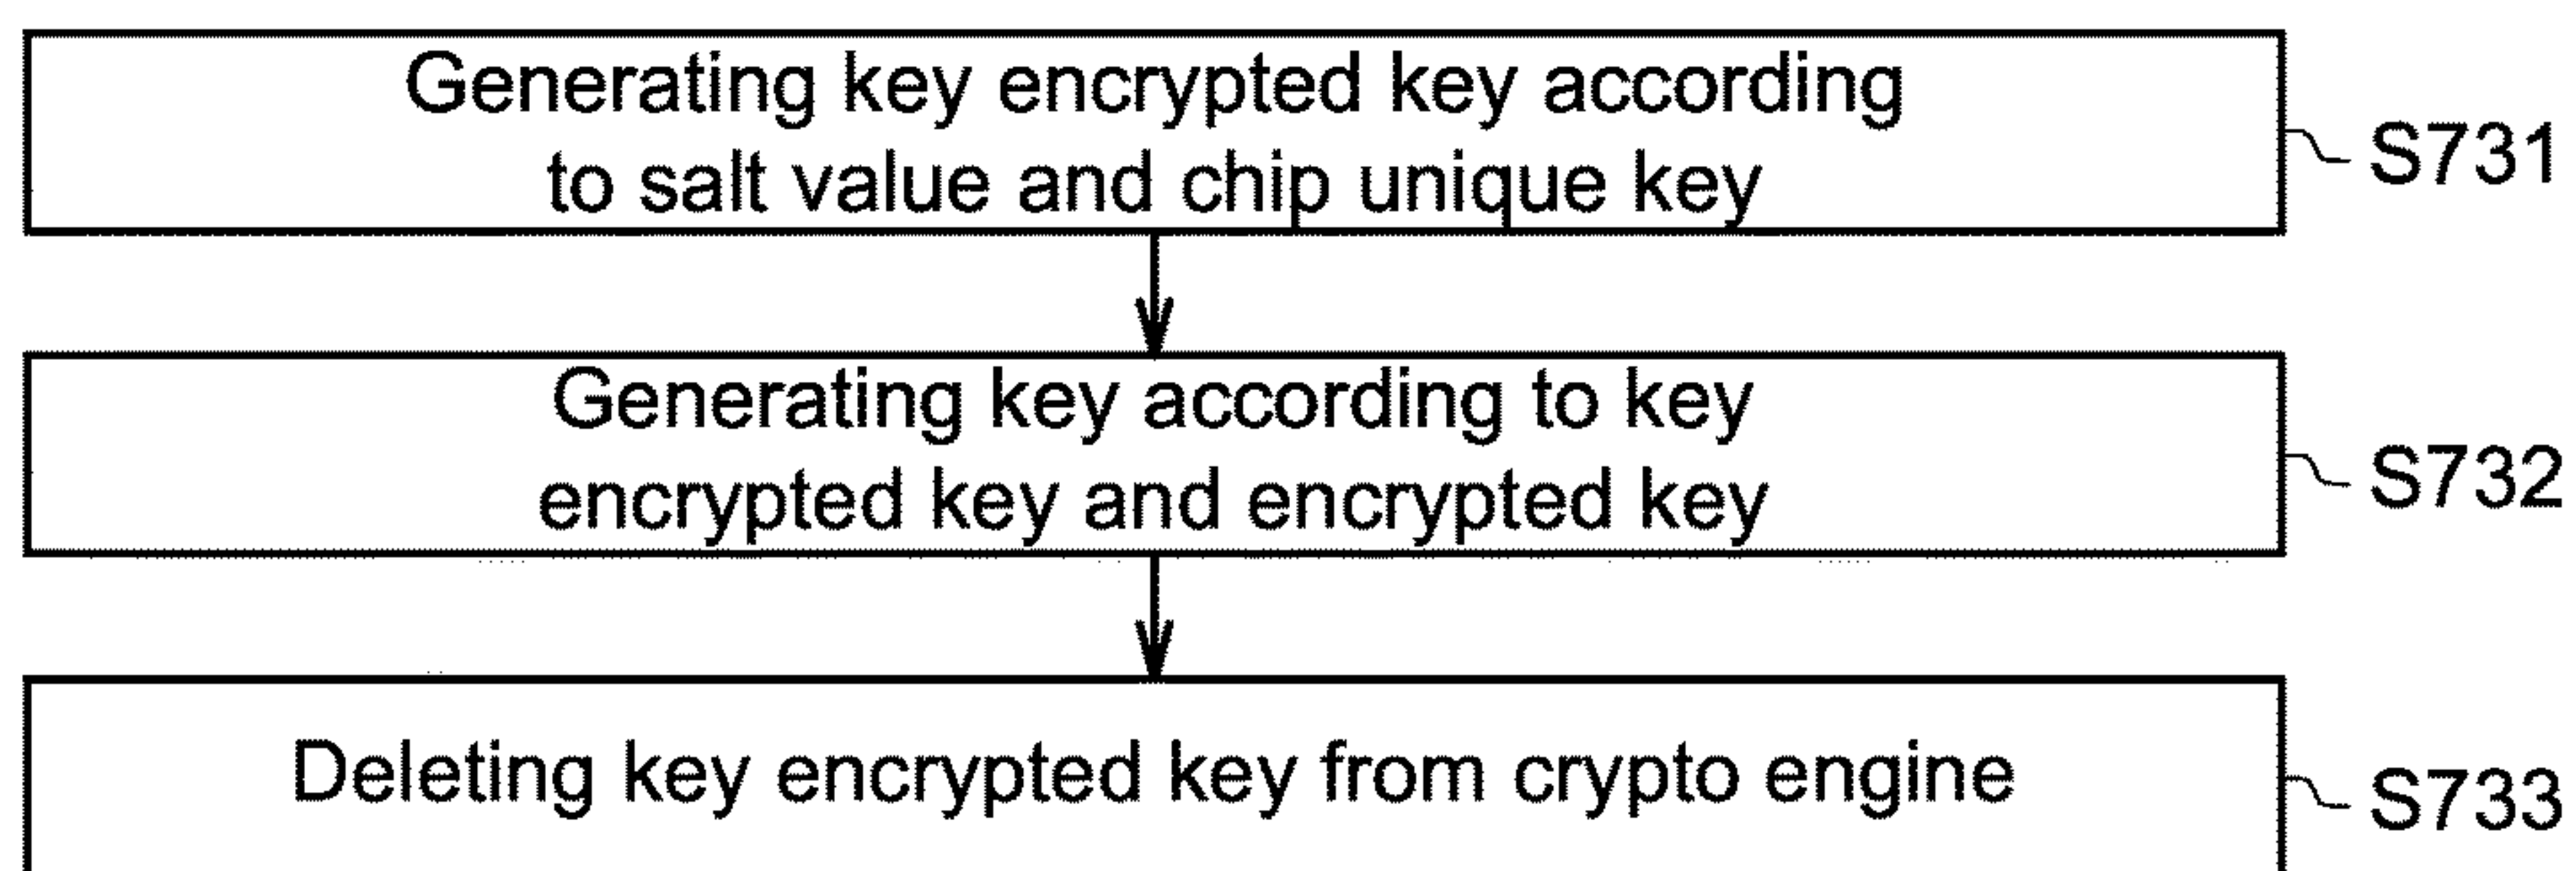 Generating key encrypted key according
to salt value and chip unique key
S731
Generating key according to key
encrypted key and encrypted key
S732
Deleting key encrypted key from crypto engine
S733